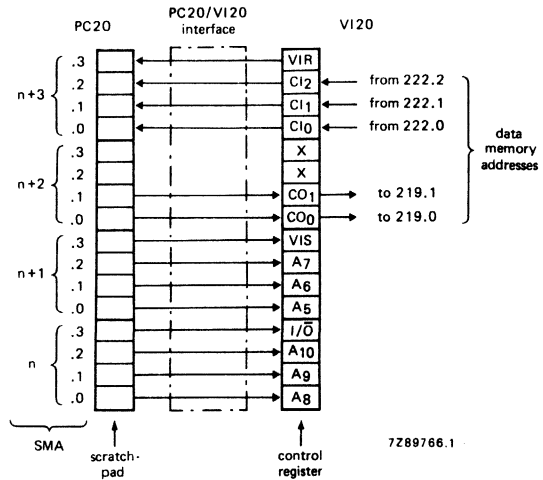 PC20 PC20/VI20 interface VI20
.3 VIR
.2 CI2 from 222.2
n+3 .1 CI1 from 222.1
.0 CI0 from 222.0
data memory addresses
.3 X
.2 X
n+2 .1 CO1 to 219.1
.0 CO0 to 219.0
.3 VIS
.2 A7
n+1 .1 A6
.0 A5
.3 I/O̅
.2 A10
n .1 A9
.0 A8
SMA
scratch-
pad
control
register
7Z89766.1